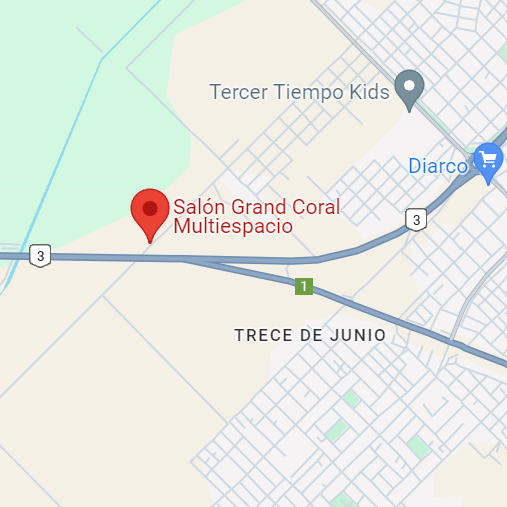 Tercer Tiempo Kids
Diarco
Salón Grand Coral
Multiespacio
3
3
1
TRECE DE JUNIO